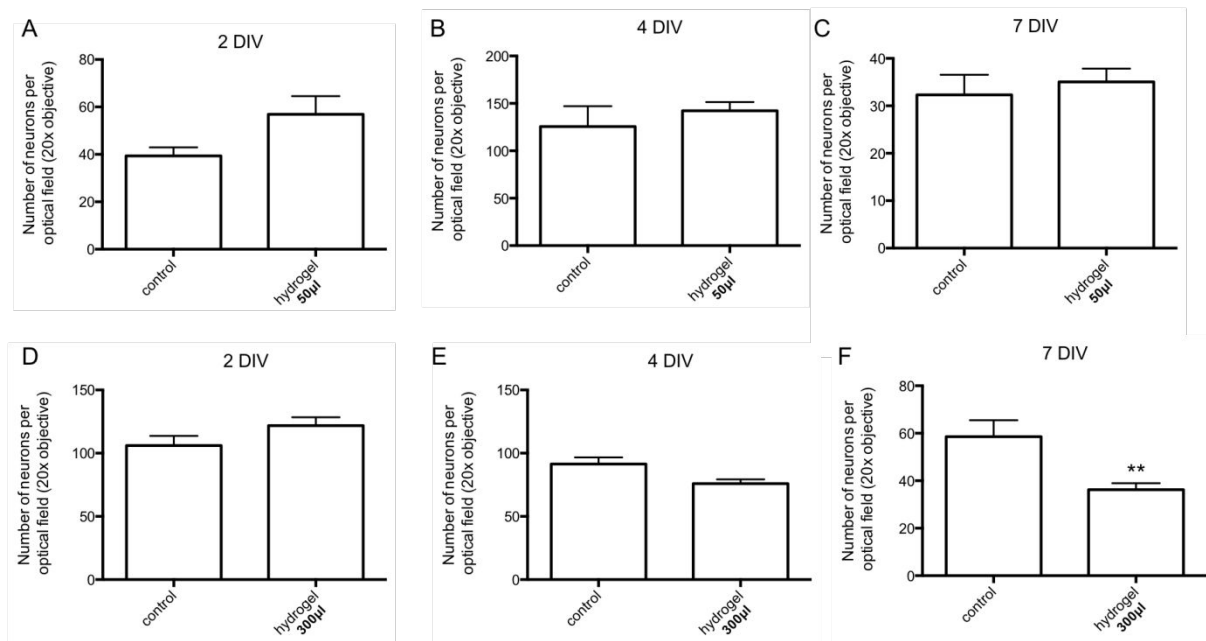 A
2 DIV
Number of neurons per
optical field (20x objective)
80
60
40
20
0
control
hydrogel
50µl
B
4 DIV
Number of neurons per
optical field (20x objective)
200
150
100
50
0
control
hydrogel
50µl
C
7 DIV
Number of neurons per
optical field (20x objective)
40
30
20
10
0
control
hydrogel
50µl
D
2 DIV
Number of neurons per
optical field (20x objective)
150
100
50
0
control
hydrogel
300µl
E
4 DIV
Number of neurons per
optical field (20x objective)
150
100
50
0
control
hydrogel
300µl
F
7 DIV
Number of neurons per
optical field (20x objective)
80
60
40
20
0
**
control
hydrogel
300µl